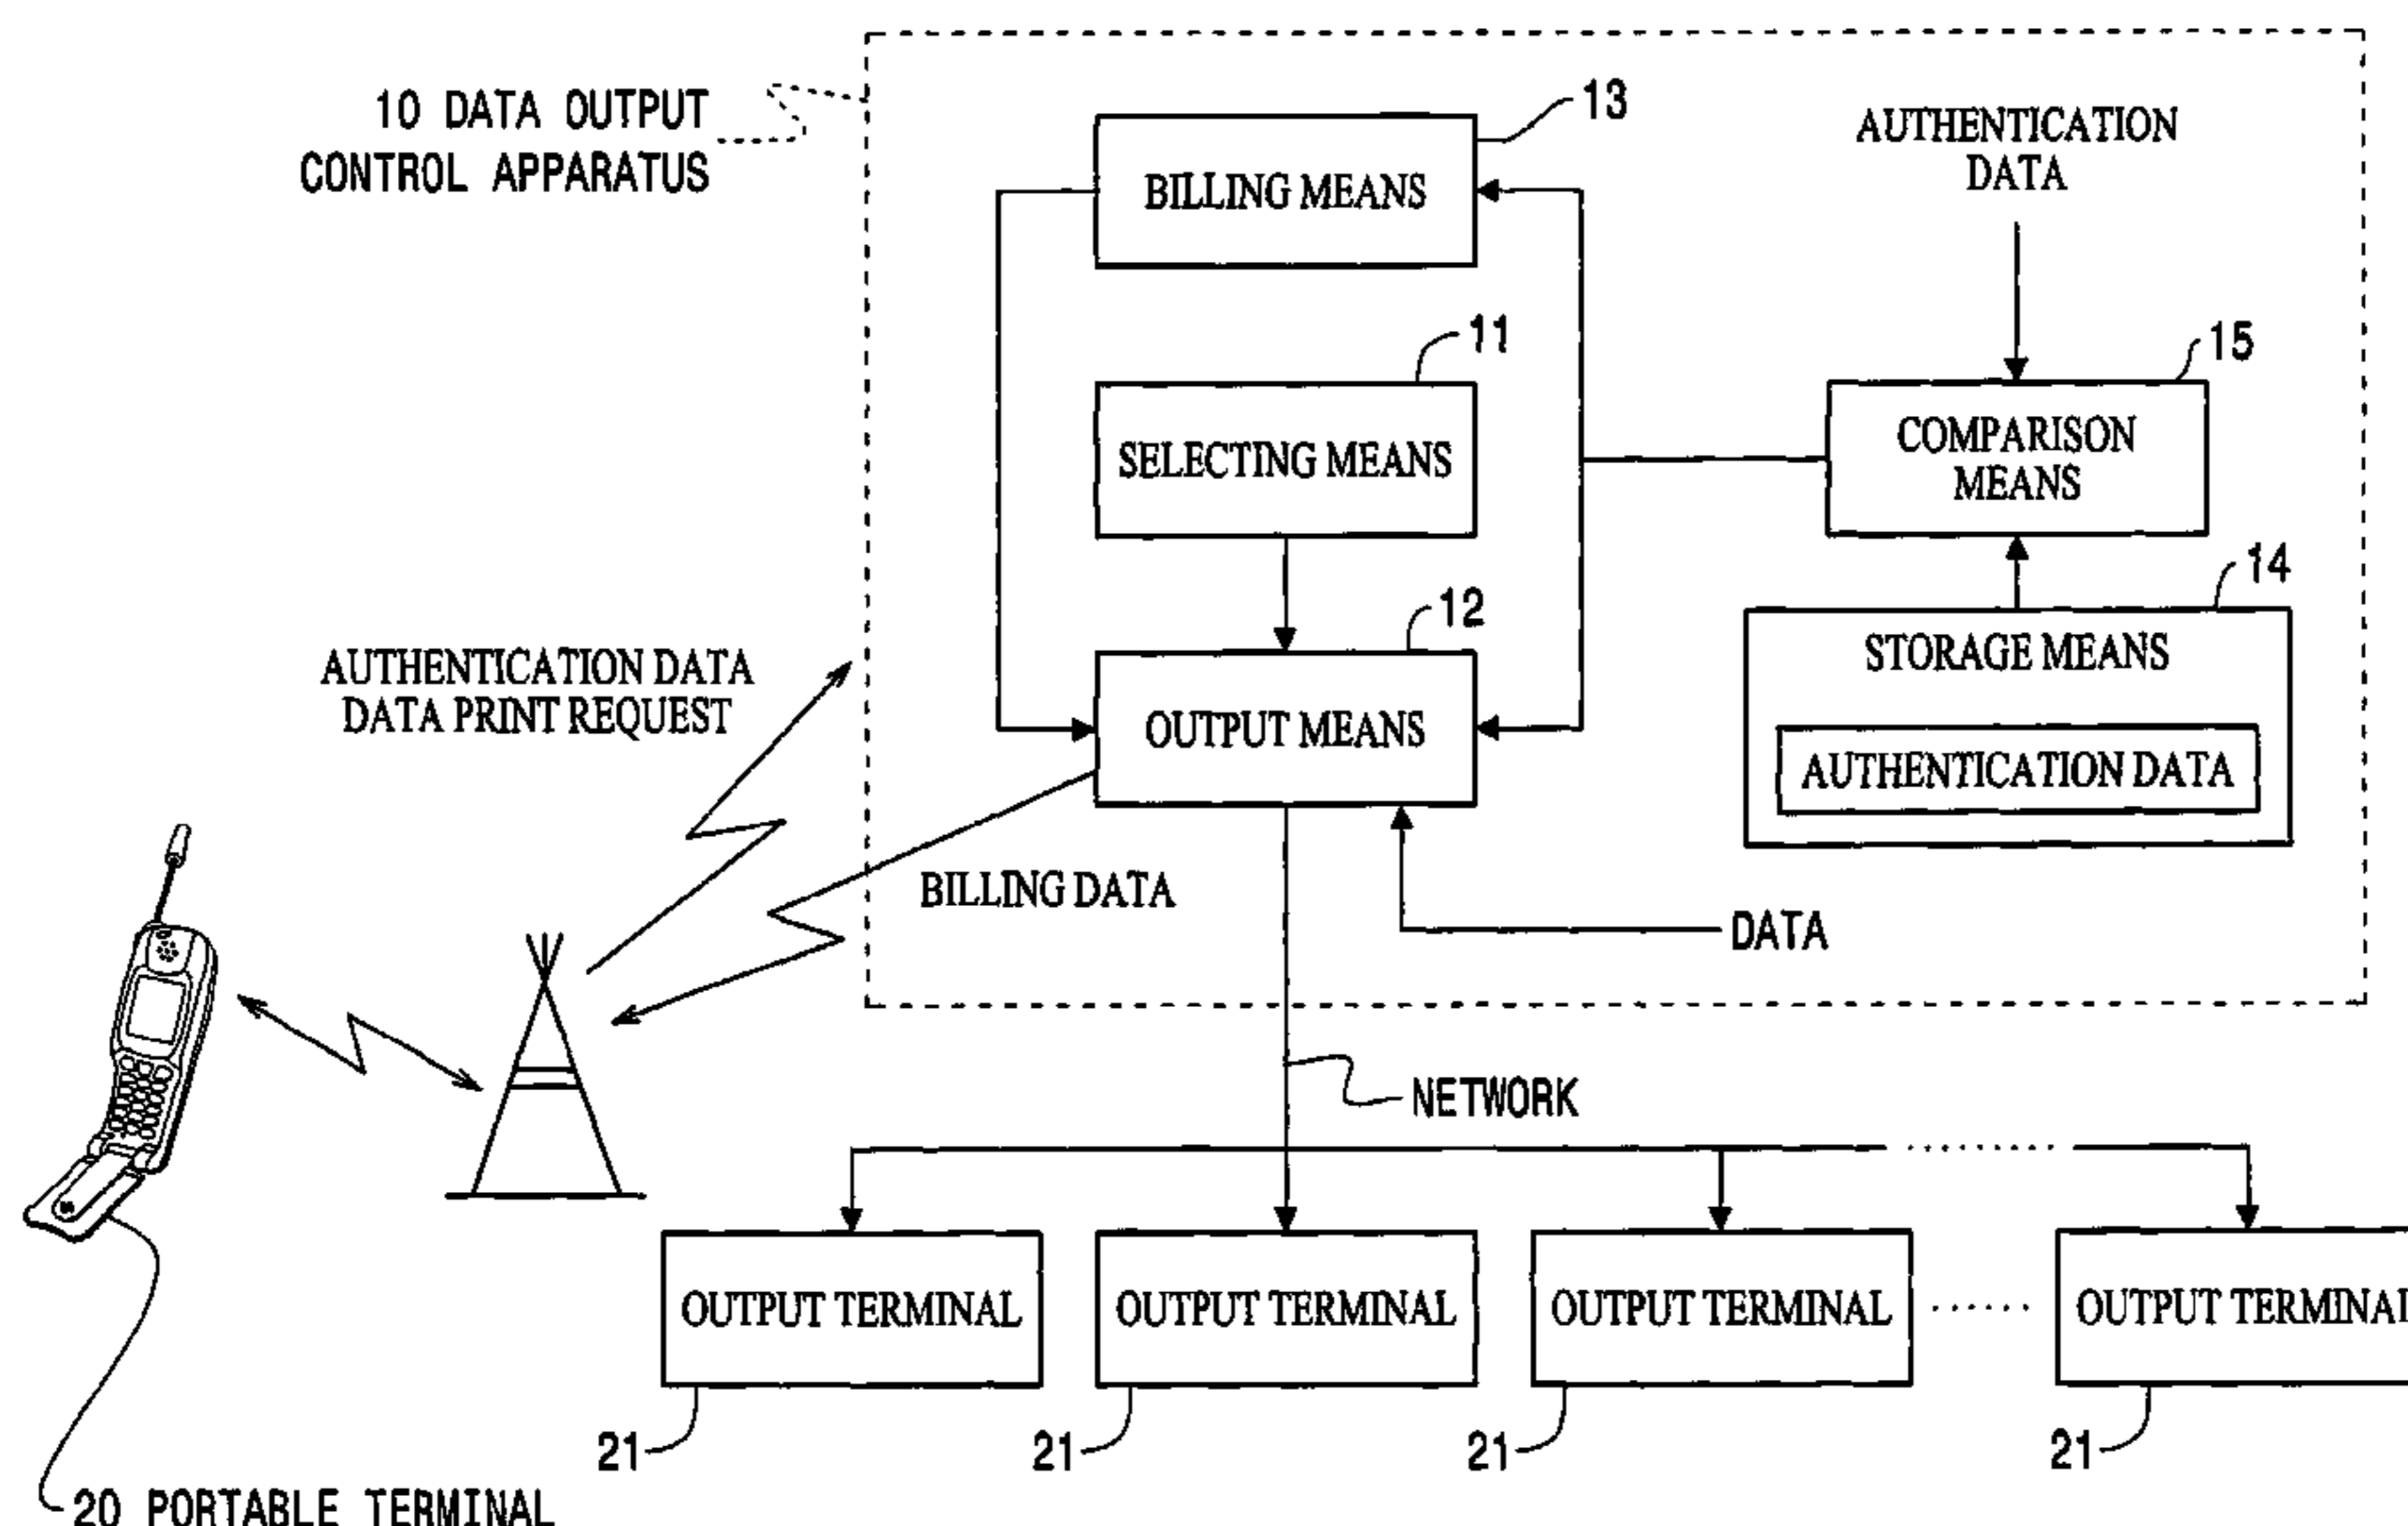 10 DATA OUTPUT
CONTROL APPARATUS
13
BILLING MEANS
AUTHENTICATION
DATA
11
SELECTING MEANS
15
COMPARISON
MEANS
12
OUTPUT MEANS
14
STORAGE MEANS
AUTHENTICATION DATA
AUTHENTICATION DATA
DATA PRINT REQUEST
BILLING DATA
DATA
NETWORK
OUTPUT TERMINAL
OUTPUT TERMINAL
OUTPUT TERMINAL
......
OUTPUT TERMINAL
21
21
21
21
20 PORTABLE TERMINAL